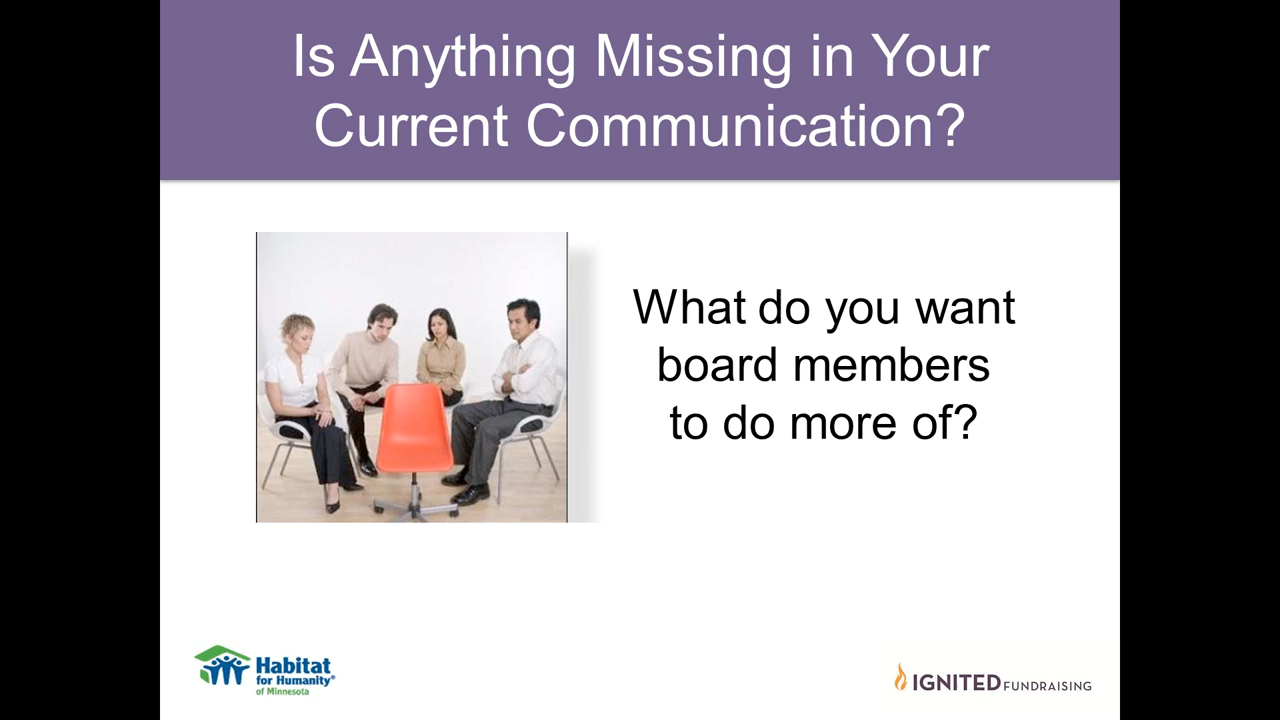 Is Anything Missing in Your
Current Communication?
What do you want
board members
to do more of?
Habitat
for Humanity®
of Minnesota
IGNITED FUNDRAISING